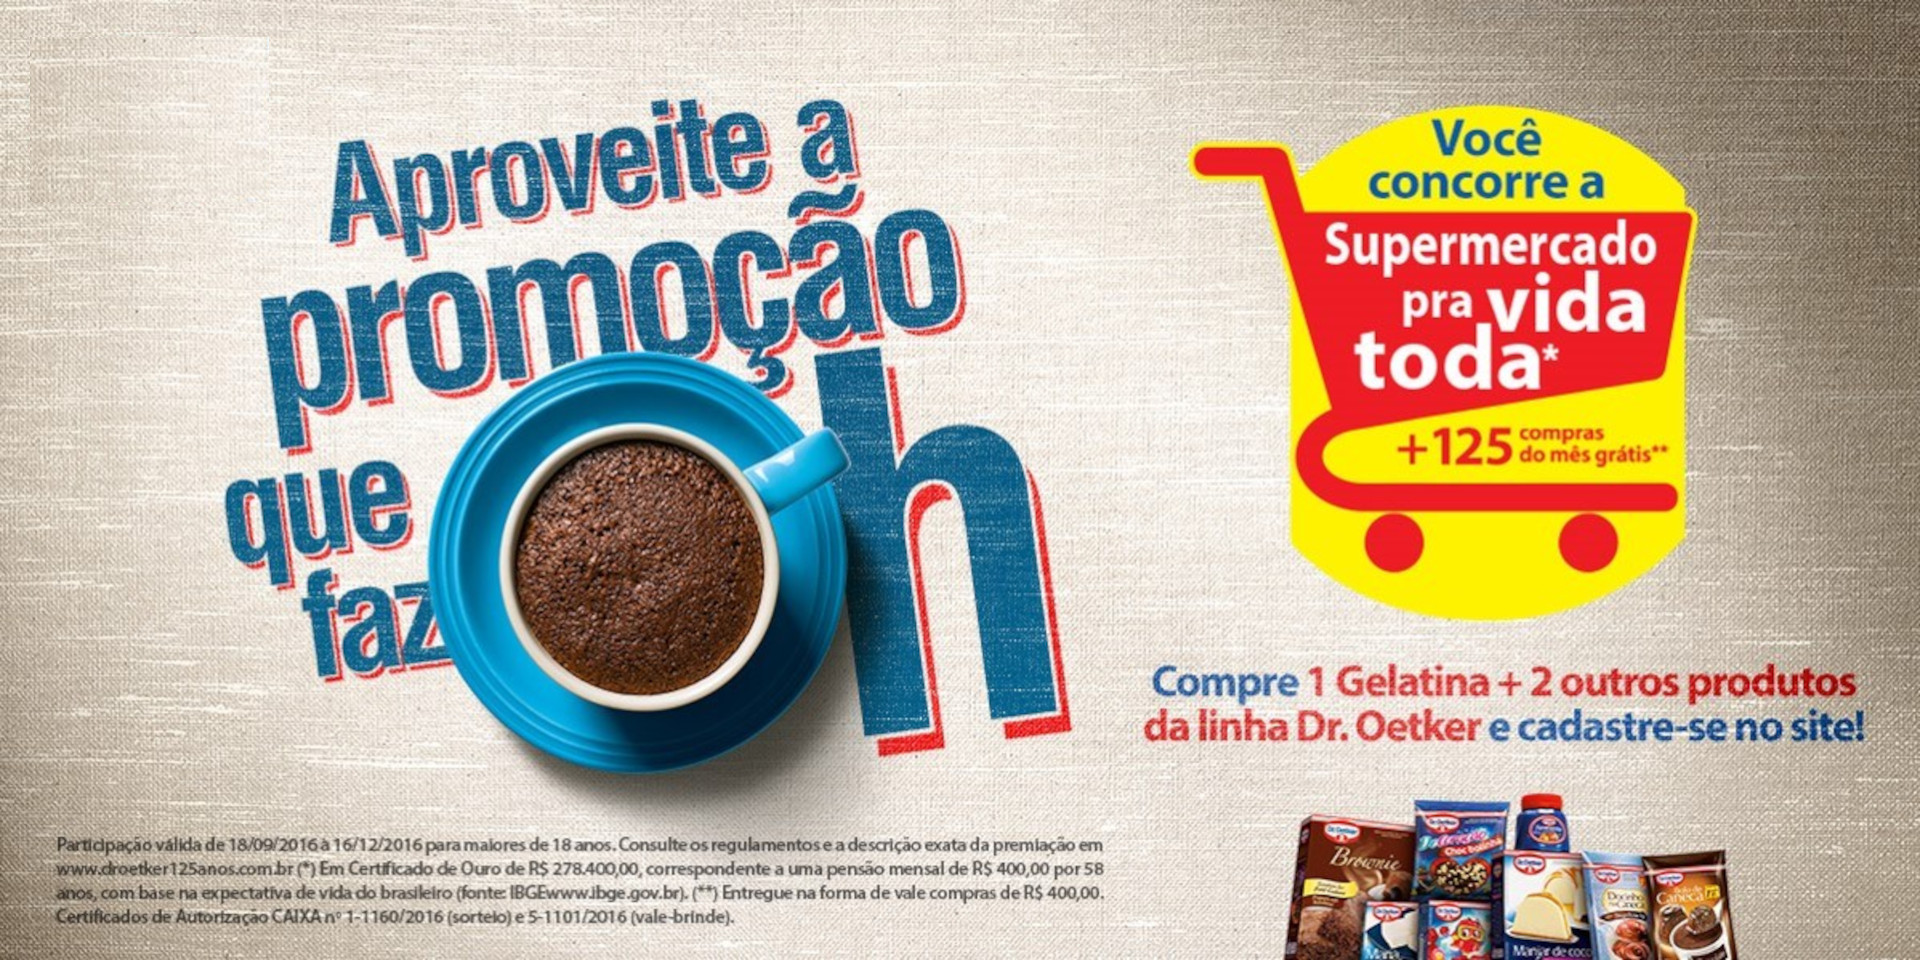 Aproveite a
promoção
que
faz
h
Você
concorre a
Supermercado
pra vida
toda*
+125 compras
do mês grátis**
Compre 1 Gelatina + 2 outros produtos
da linha Dr. Oetker e cadastre-se no site!
Participação válida de 18/09/2016 à 16/12/2016 para maiores de 18 anos. Consulte os regulamentos e a descrição exata da premiação em
www.droetker125anos.com.br (*) Em Certificado de Ouro de R$ 278.400,00, correspondente a uma pensão mensal de R$ 400,00 por 58
anos, com base na expectativa de vida do brasileiro (fonte: IBGEwww.ibge.gov.br). (**) Entregue na forma de vale compras de R$ 400,00.
Certificados de Autorização CAIXA nº 1-1160/2016 (sorteio) e 5-1101/2016 (vale-brinde).
Brownie
Manjar de coco
Caneca